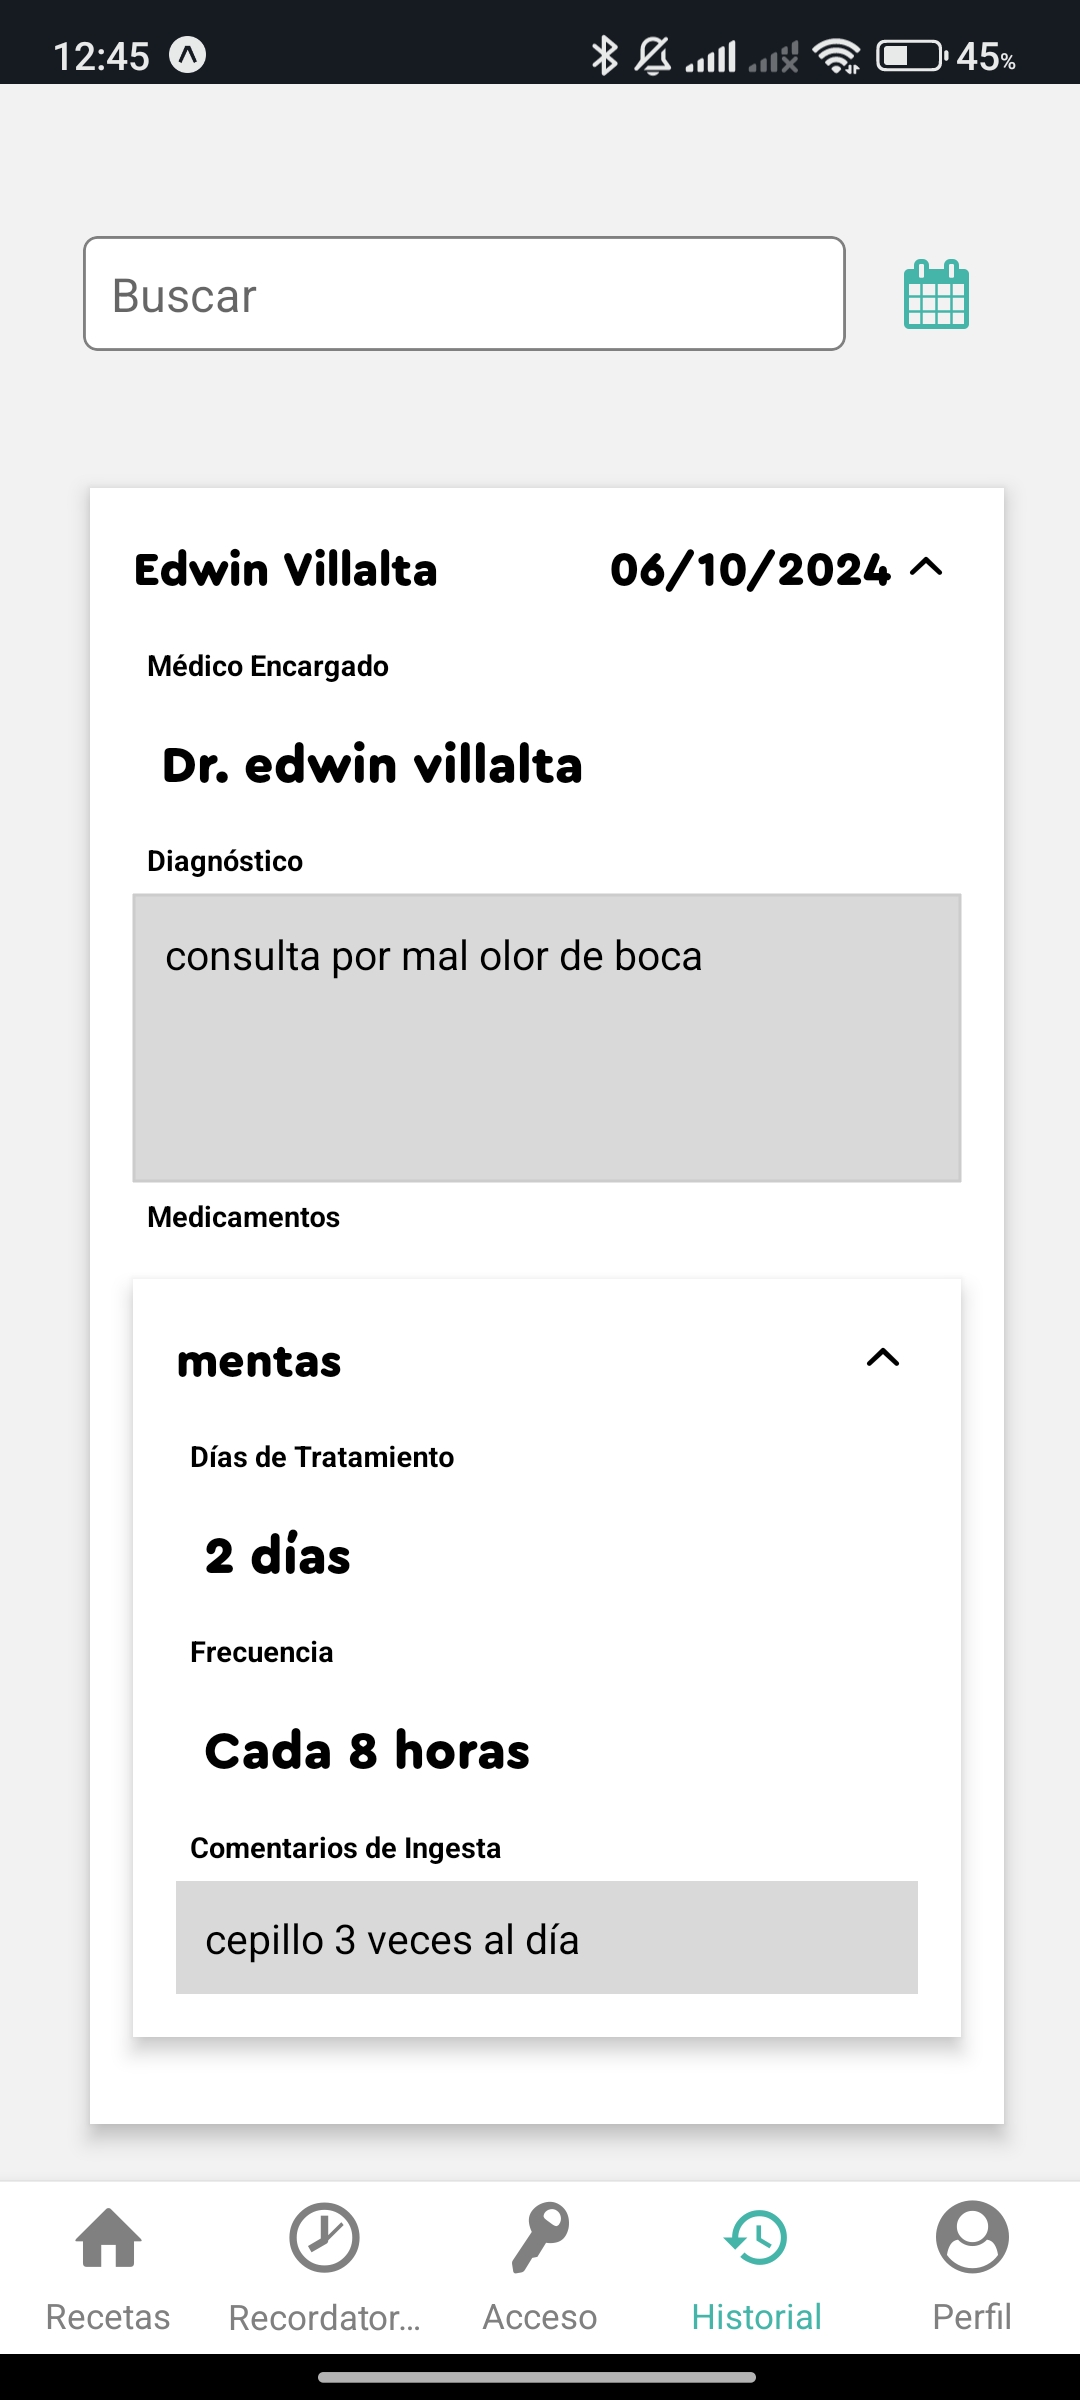 12:45
45%
Buscar
Edwin Villalta 06/10/2024
Médico Encargado
Dr. edwin villalta
Diagnóstico
consulta por mal olor de boca
Medicamentos
mentas
Días de Tratamiento
2 días
Frecuencia
Cada 8 horas
Comentarios de Ingesta
cepillo 3 veces al día
Recetas Recordator... Acceso Historial Perfil